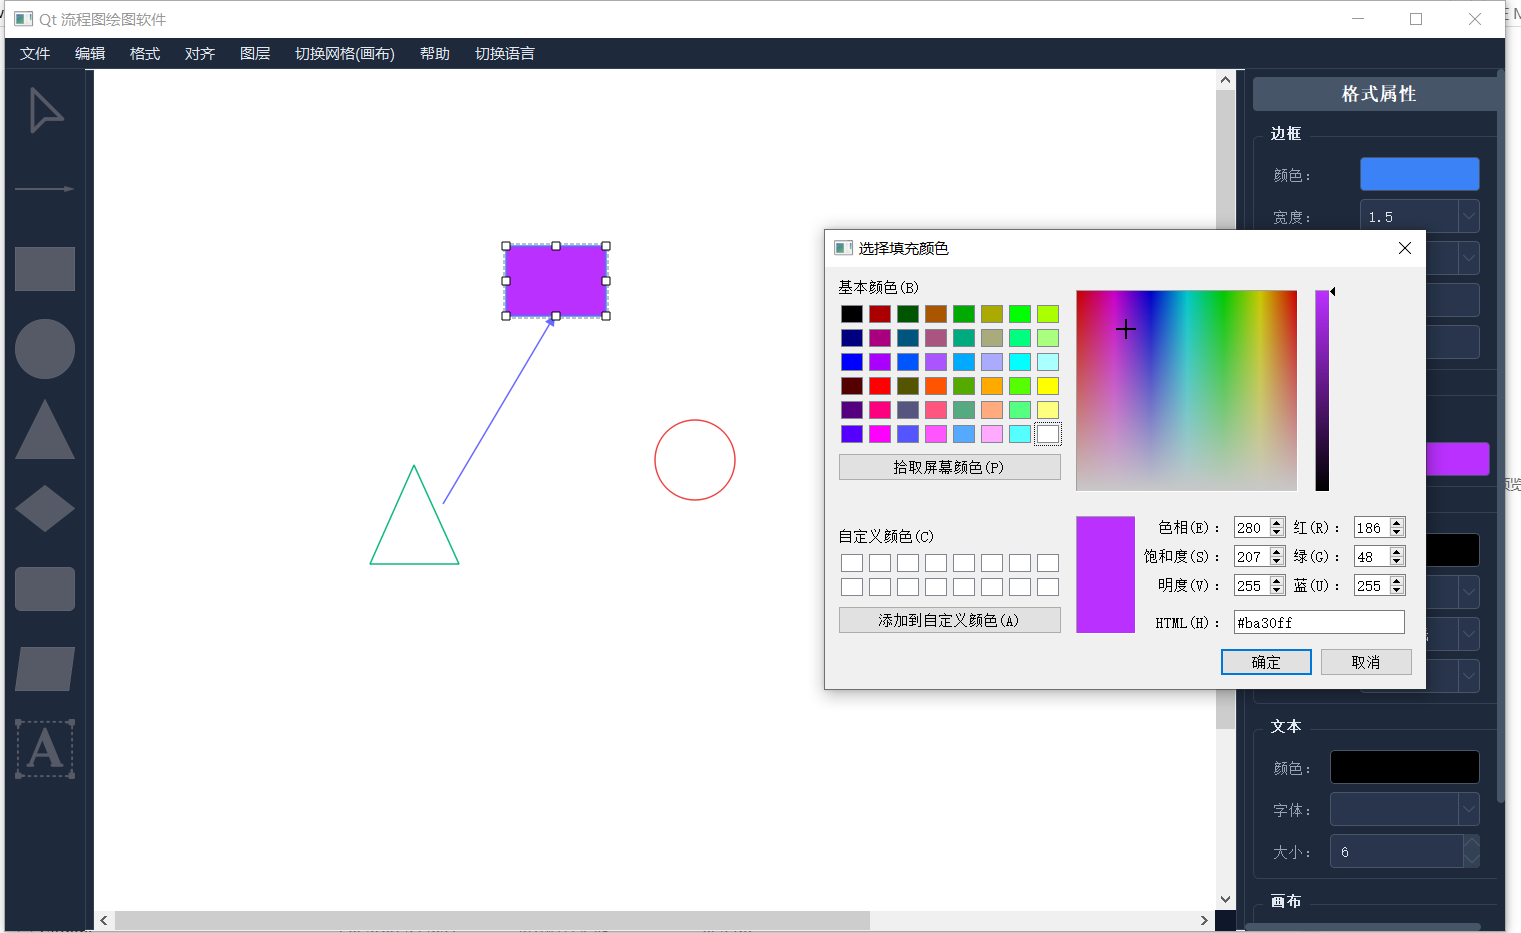 Qt 流程图绘图软件
文件 编辑 格式 对齐 图层 切换网格(画布) 帮助 切换语言
格式属性
边框
颜色：
宽度： 1.5
选择填充颜色
基本颜色(B)
拾取屏幕颜色(P)
自定义颜色(C)
添加到自定义颜色(A)
色相(E)： 280 红(R)： 186
饱和度(S)： 207 绿(G)： 48
明度(V)： 255 蓝(U)： 255
HTML(H)： #ba30ff
确定 取消
A
文本
颜色：
字体：
大小： 6
画布